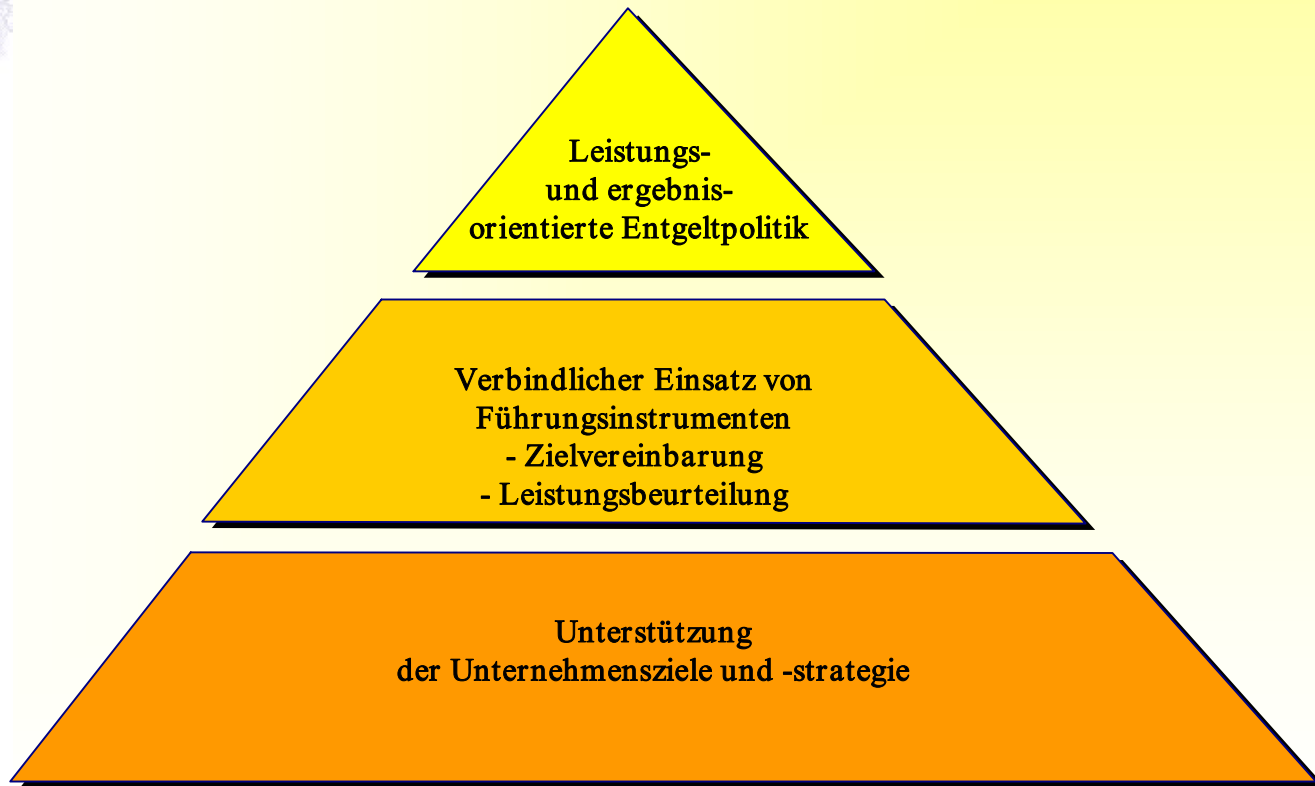 Leistungs-
und ergebnis-
orientierte Entgeltpolitik
Verbindlicher Einsatz von
Führungsinstrumenten
- Zielvereinbarung
- Leistungsbeurteilung
Unterstützung
der Unternehmensziele und -strategie